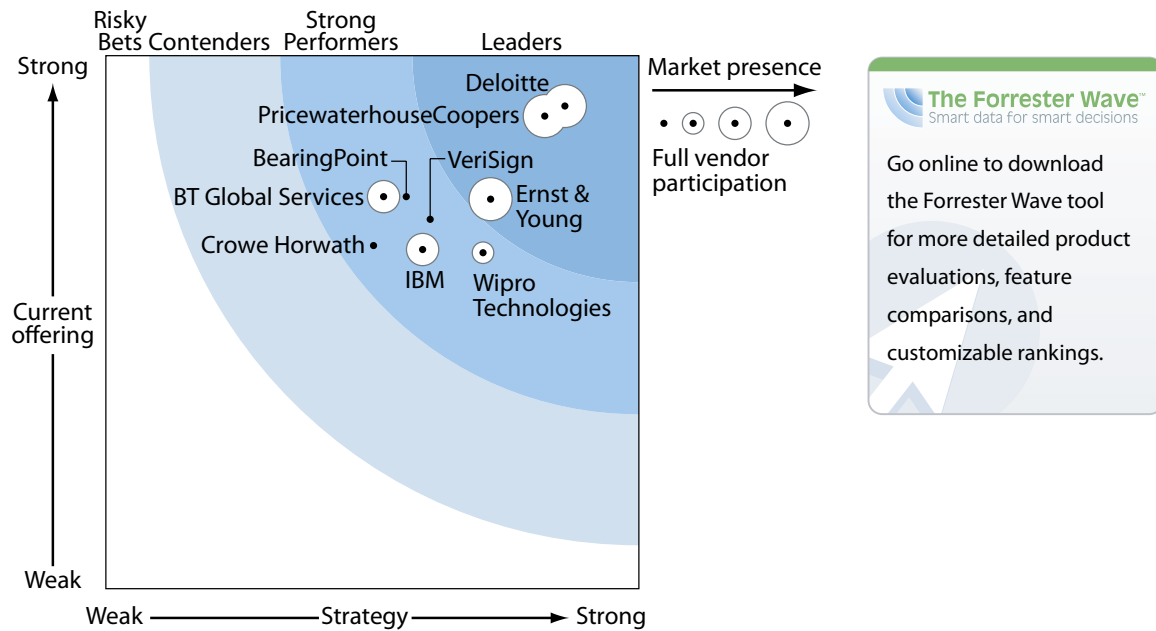 Risky
Bets
Contenders
Strong
Performers
Leaders
Strong
Current
offering
Weak
Deloitte
PricewaterhouseCoopers
BearingPoint
VeriSign
BT Global Services
Ernst &
Young
Crowe Horwath
IBM
Wipro
Technologies
Weak
Strategy
Strong
Market presence
Full vendor
participation
The Forrester Wave™
Smart data for smart decisions
Go online to download
the Forrester Wave tool
for more detailed product
evaluations, feature
comparisons, and
customizable rankings.